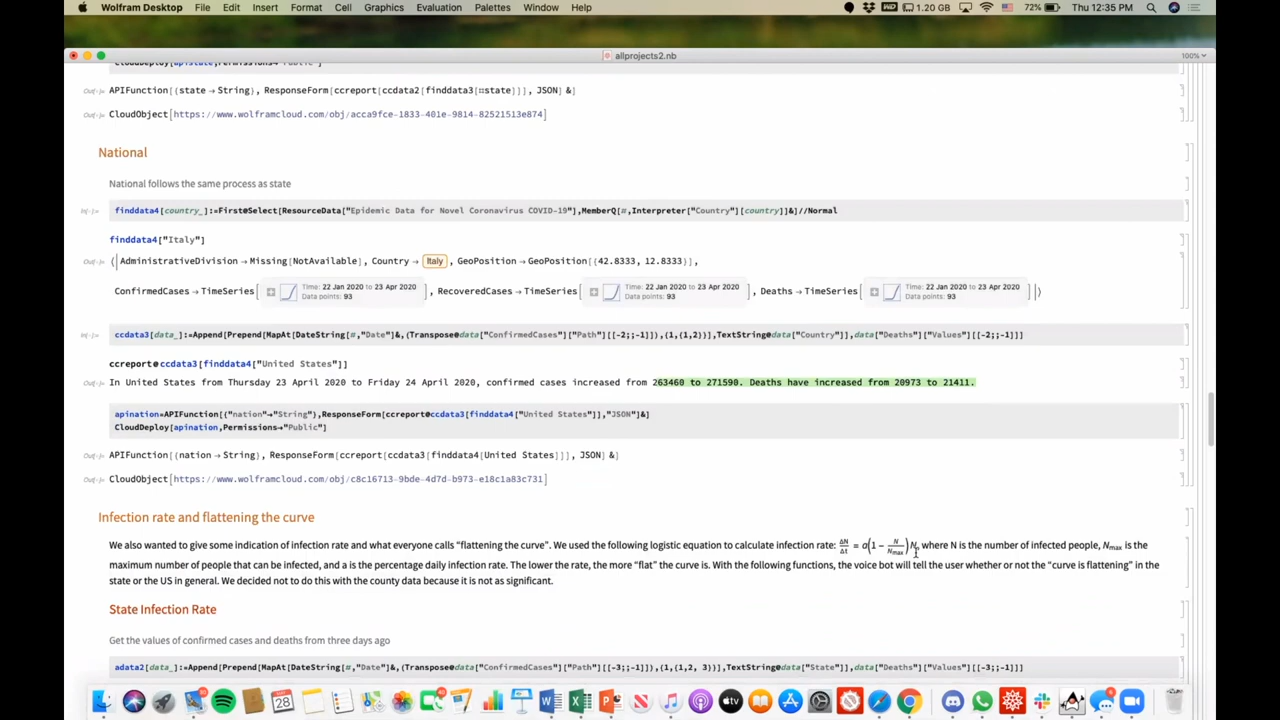 Wolfram Desktop File Edit Insert Format Cell Graphics Evaluation Palettes Window Help 1.20 GB 72% Thu 12:35 PM
allprojects2.nb 100%
CloudDeploy[apistate,Permissions→"Public"]
Out[•]= APIFunction[{state → String}, ResponseForm[ccreport[ccdata2[finddata3[#state]]], JSON] &]
Out[•]= CloudObject[https://www.wolframcloud.com/obj/acca9fce-1833-401e-9814-82521513e874]
National
National follows the same process as state
In[•]:= finddata4[country_]:=First@Select[ResourceData["Epidemic Data for Novel Coronavirus COVID-19"],MemberQ[#,Interpreter["Country"][country]]&]//Normal
finddata4["Italy"]
Out[•]= ⟨|AdministrativeDivision → Missing[NotAvailable], Country → Italy, GeoPosition → GeoPosition[{42.8333, 12.8333}],
ConfirmedCases → TimeSeries[Time: 22 Jan 2020 to 23 Apr 2020 Data points: 93], RecoveredCases → TimeSeries[Time: 22 Jan 2020 to 23 Apr 2020 Data points: 93], Deaths → TimeSeries[Time: 22 Jan 2020 to 23 Apr 2020 Data points: 93]|⟩
In[•]:= ccdata3[data_]:=Append[Prepend[MapAt[DateString[#,"Date"]&,(Transpose@data["ConfirmedCases"]["Path"][[-2;;-1]]),{1,{1,2}}],TextString@data["Country"]],data["Deaths"]["Values"][[-2;;-1]]]
ccreport@ccdata3[finddata4["United States"]]
Out[•]= In United States from Thursday 23 April 2020 to Friday 24 April 2020, confirmed cases increased from 263460 to 271590. Deaths have increased from 20973 to 21411.
apination=APIFunction[{"nation"→"String"},ResponseForm[ccreport@ccdata3[finddata4["United States"]],"JSON"]&]
CloudDeploy[apination,Permissions→"Public"]
Out[•]= APIFunction[{nation → String}, ResponseForm[ccreport[ccdata3[finddata4[United States]]], JSON] &]
Out[•]= CloudObject[https://www.wolframcloud.com/obj/c8c16713-9bde-4d7d-b973-e18c1a83c731]
Infection rate and flattening the curve
We also wanted to give some indication of infection rate and what everyone calls "flattening the curve". We used the following logistic equation to calculate infection rate: ΔN/Δt = a(1 − N/Nmax)N, where N is the number of infected people, Nmax is the
maximum number of people that can be infected, and a is the percentage daily infection rate. The lower the rate, the more "flat" the curve is. With the following functions, the voice bot will tell the user whether or not the "curve is flattening" in the
state or the US in general. We decided not to do this with the county data because it is not as significant.
State Infection Rate
Get the values of confirmed cases and deaths from three days ago
adata2[data_]:=Append[Prepend[MapAt[DateString[#,"Date"]&,(Transpose@data["ConfirmedCases"]["Path"][[-3;;-1]]),{1,{1,2, 3}}],TextString@data["State"]],data["Deaths"]["Values"][[-3;;-1]]]